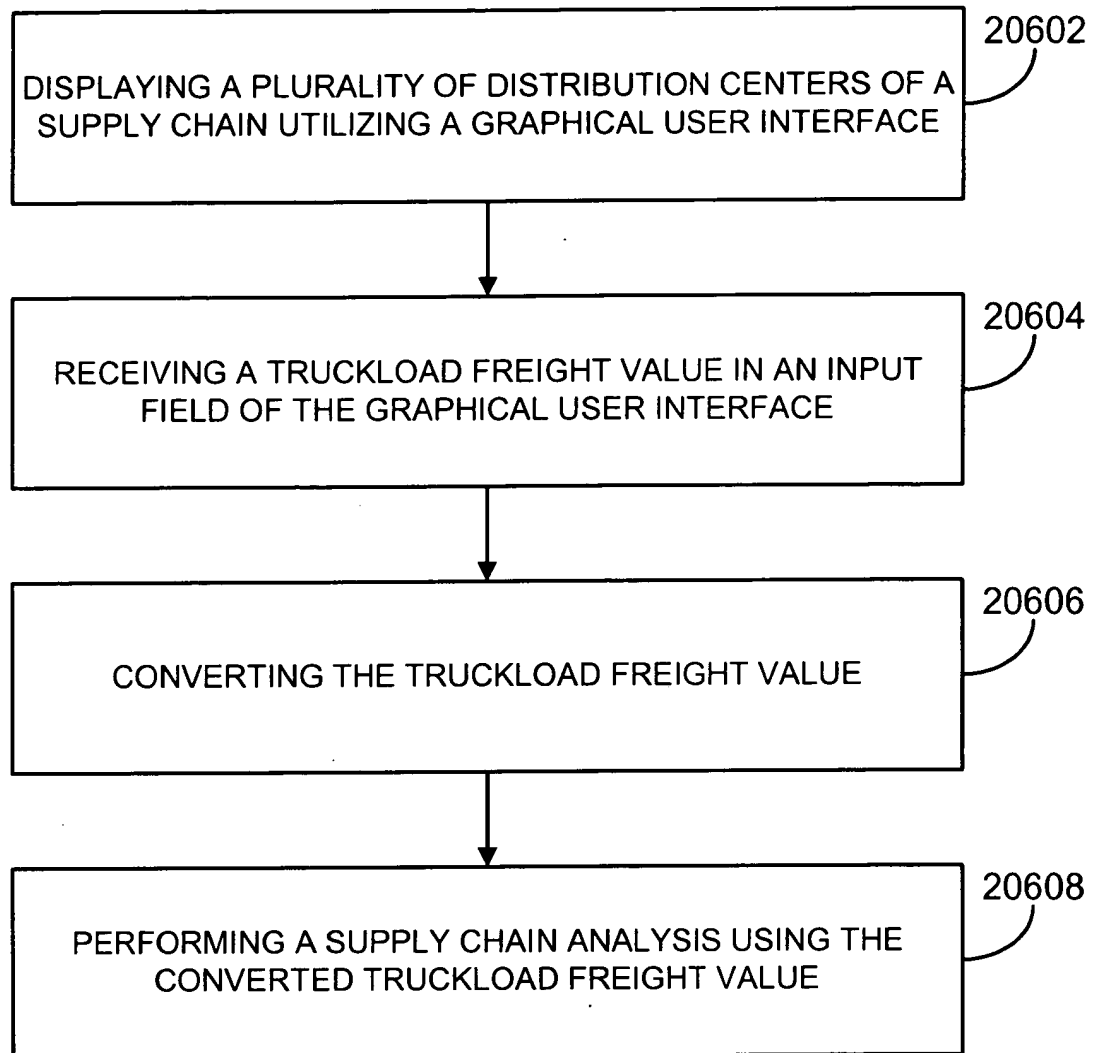 20602
DISPLAYING A PLURALITY OF DISTRIBUTION CENTERS OF A
SUPPLY CHAIN UTILIZING A GRAPHICAL USER INTERFACE
20604
RECEIVING A TRUCKLOAD FREIGHT VALUE IN AN INPUT
FIELD OF THE GRAPHICAL USER INTERFACE
20606
CONVERTING THE TRUCKLOAD FREIGHT VALUE
20608
PERFORMING A SUPPLY CHAIN ANALYSIS USING THE
CONVERTED TRUCKLOAD FREIGHT VALUE